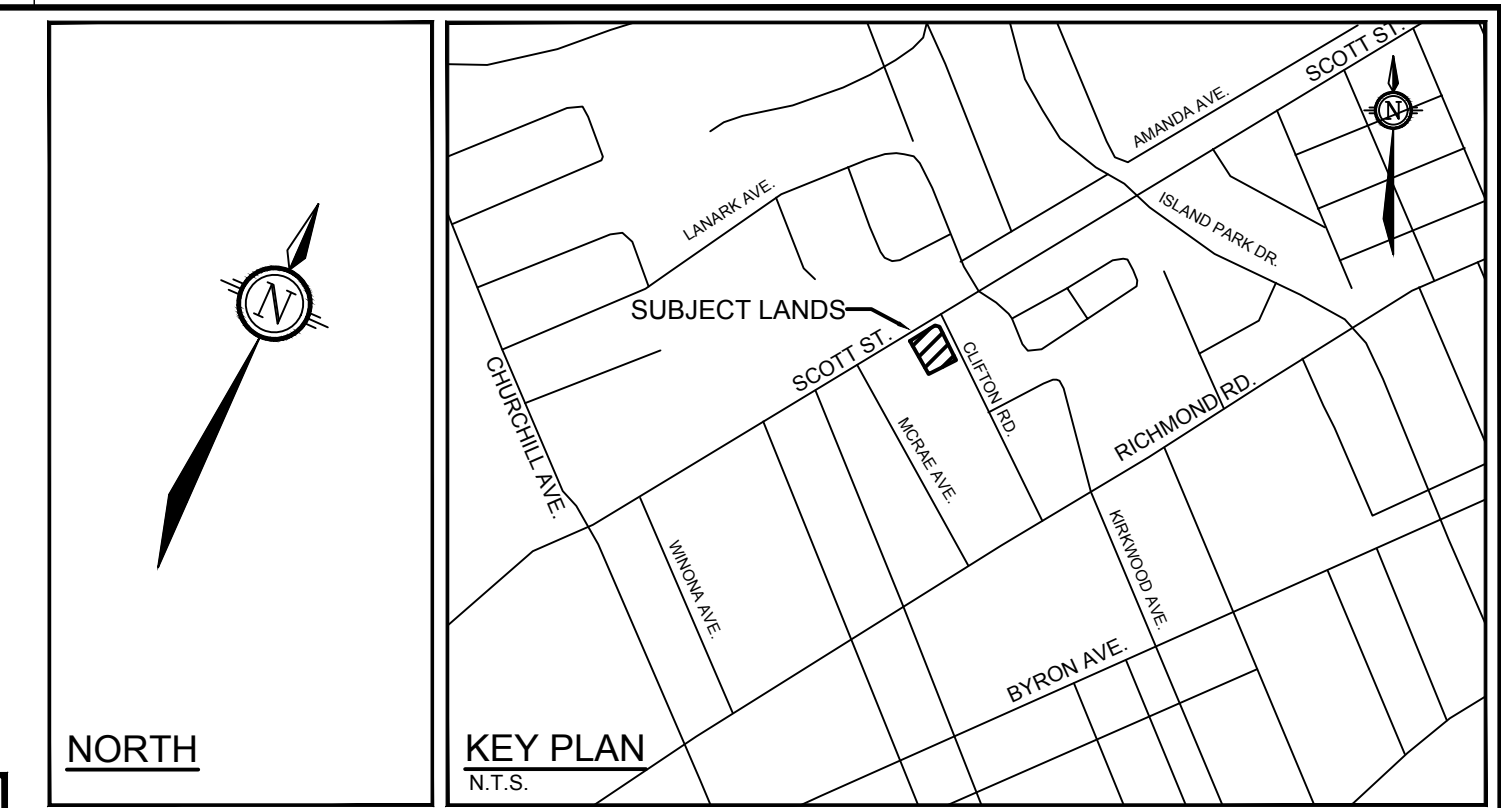 N
NORTH
SCOTT ST.
AMANDA AVE.
N
LANARK AVE.
ISLAND PARK DR.
SUBJECT LANDS
SCOTT ST.
CLIFTON RD.
CHURCHILL AVE.
RICHMOND RD.
MCRAE AVE.
WINONA AVE.
KIRKWOOD AVE.
BYRON AVE.
KEY PLAN
N.T.S.